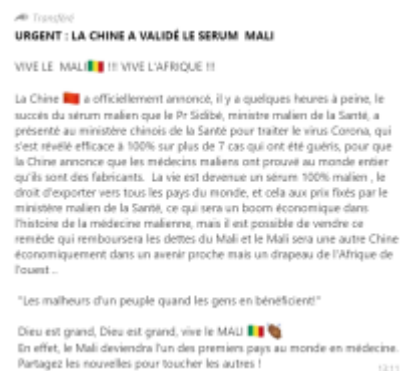 Transféré
URGENT : LA CHINE A VALIDÉ LE SERUM MALI
VIVE LE MALI🇲🇱 !!! VIVE L'AFRIQUE !!!
La Chine 🇨🇳 a officiellement annoncé, il y a quelques heures à peine, le
succès du sérum malien que le Pr Sidibé, ministre malien de la Santé, a
présenté au ministère chinois de la Santé pour traiter le virus Corona, qui
s'est révélé efficace à 100% sur plus de 7 cas qui ont été guéris, pour que
la Chine annonce que les médecins maliens ont prouvé au monde entier
qu'ils sont des fabricants. La vie est devenue un sérum 100% malien , le
droit d'exporter vers tous les pays du monde, et cela aux prix fixés par le
ministère malien de la Santé, ce qui sera un boom économique dans
l'histoire de la médecine malienne, mais il est possible de vendre ce
remède qui remboursera les dettes du Mali et le Mali sera une autre Chine
économiquement dans un avenir proche mais un drapeau de l'Afrique de
l'ouest ..
"Les malheurs d'un peuple quand les gens en bénéficient!"
Dieu est grand, Dieu est grand, vive le MALI 🇲🇱
En effet, le Mali deviendra l'un des premiers pays au monde en médecine.
Partagez les nouvelles pour toucher les autres !